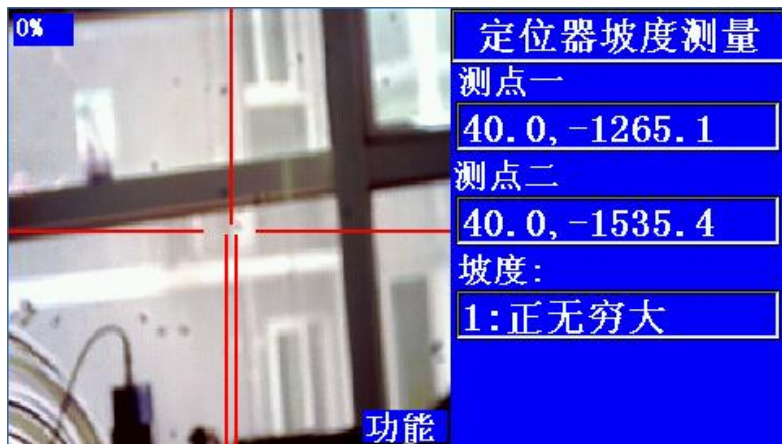 0%
定位器坡度测量
测点一
40.0,-1265.1
测点二
40.0,-1535.4
坡度:
1:正无穷大
功能